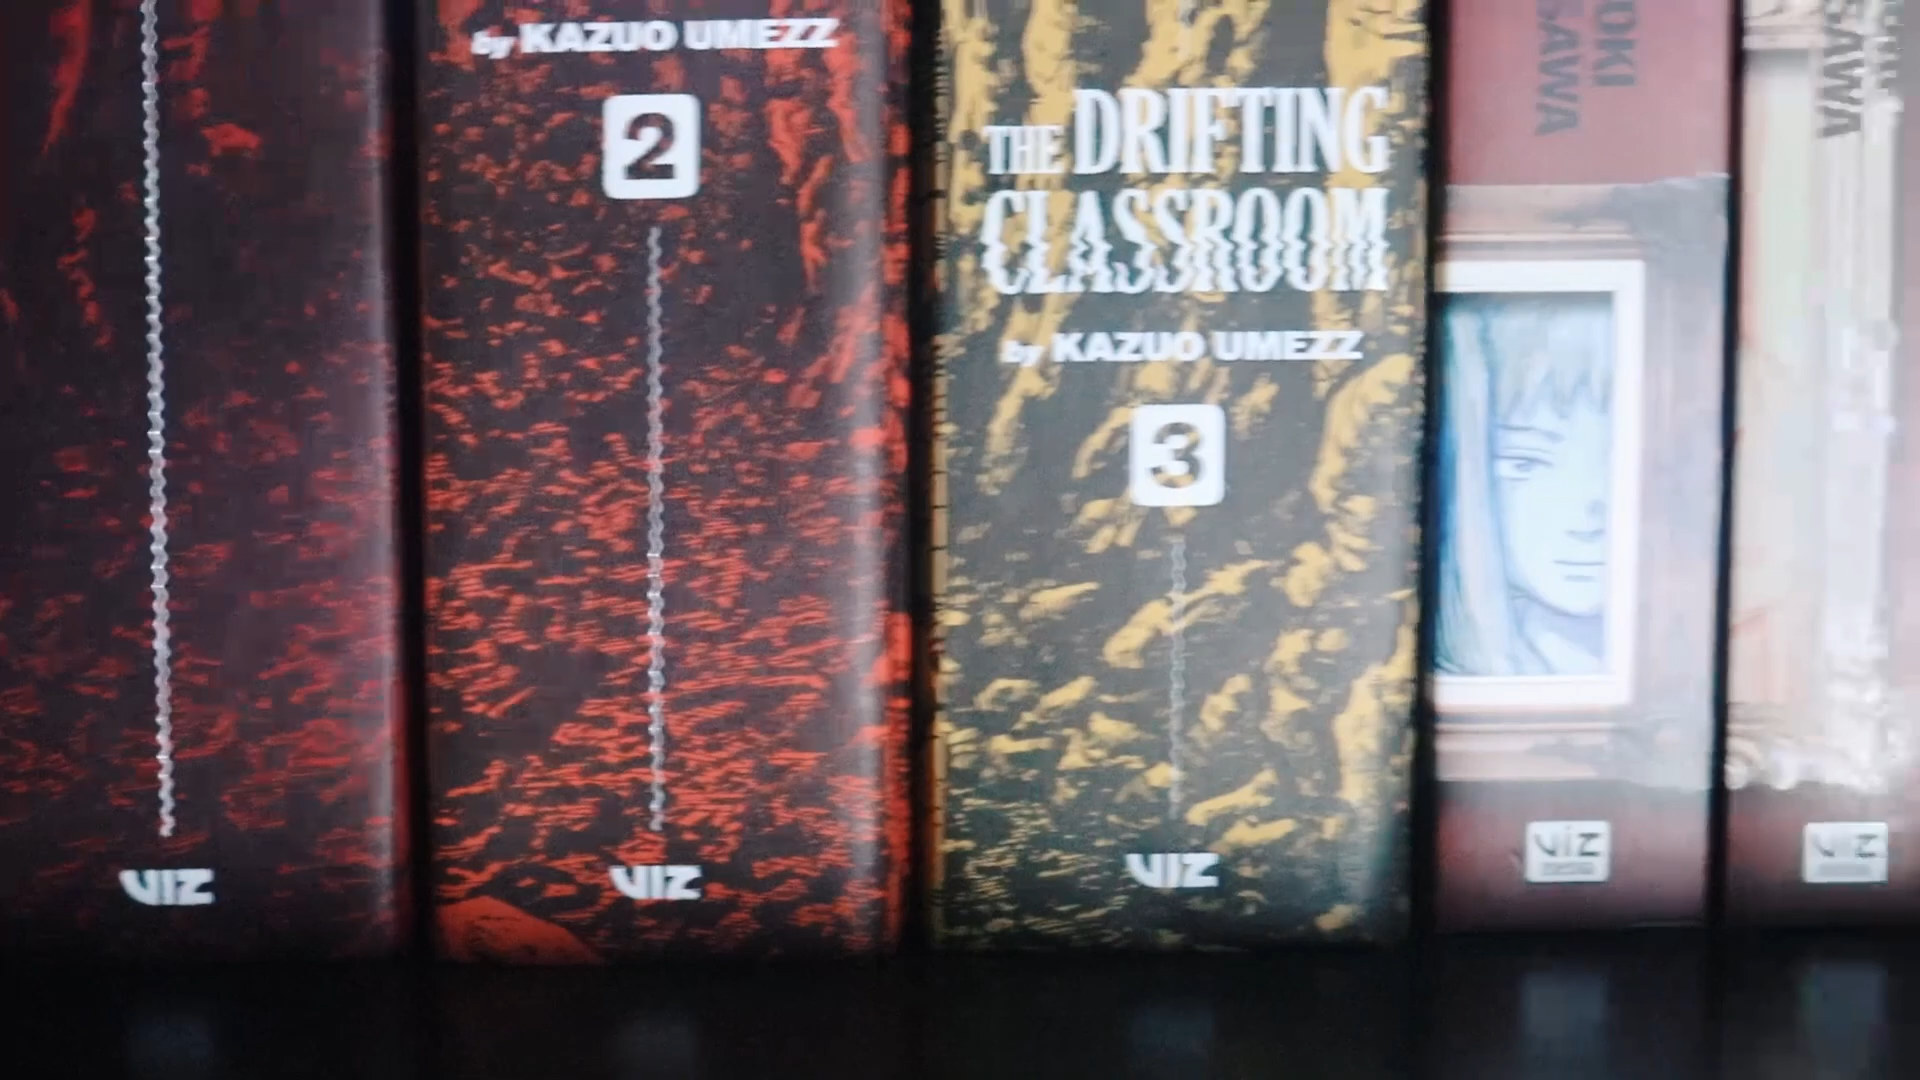 VIZ
by KAZUO UMEZZ
2
VIZ
THE DRIFTING
CLASSROOM
by KAZUO UMEZZ
3
VIZ
VIZ
VIZ